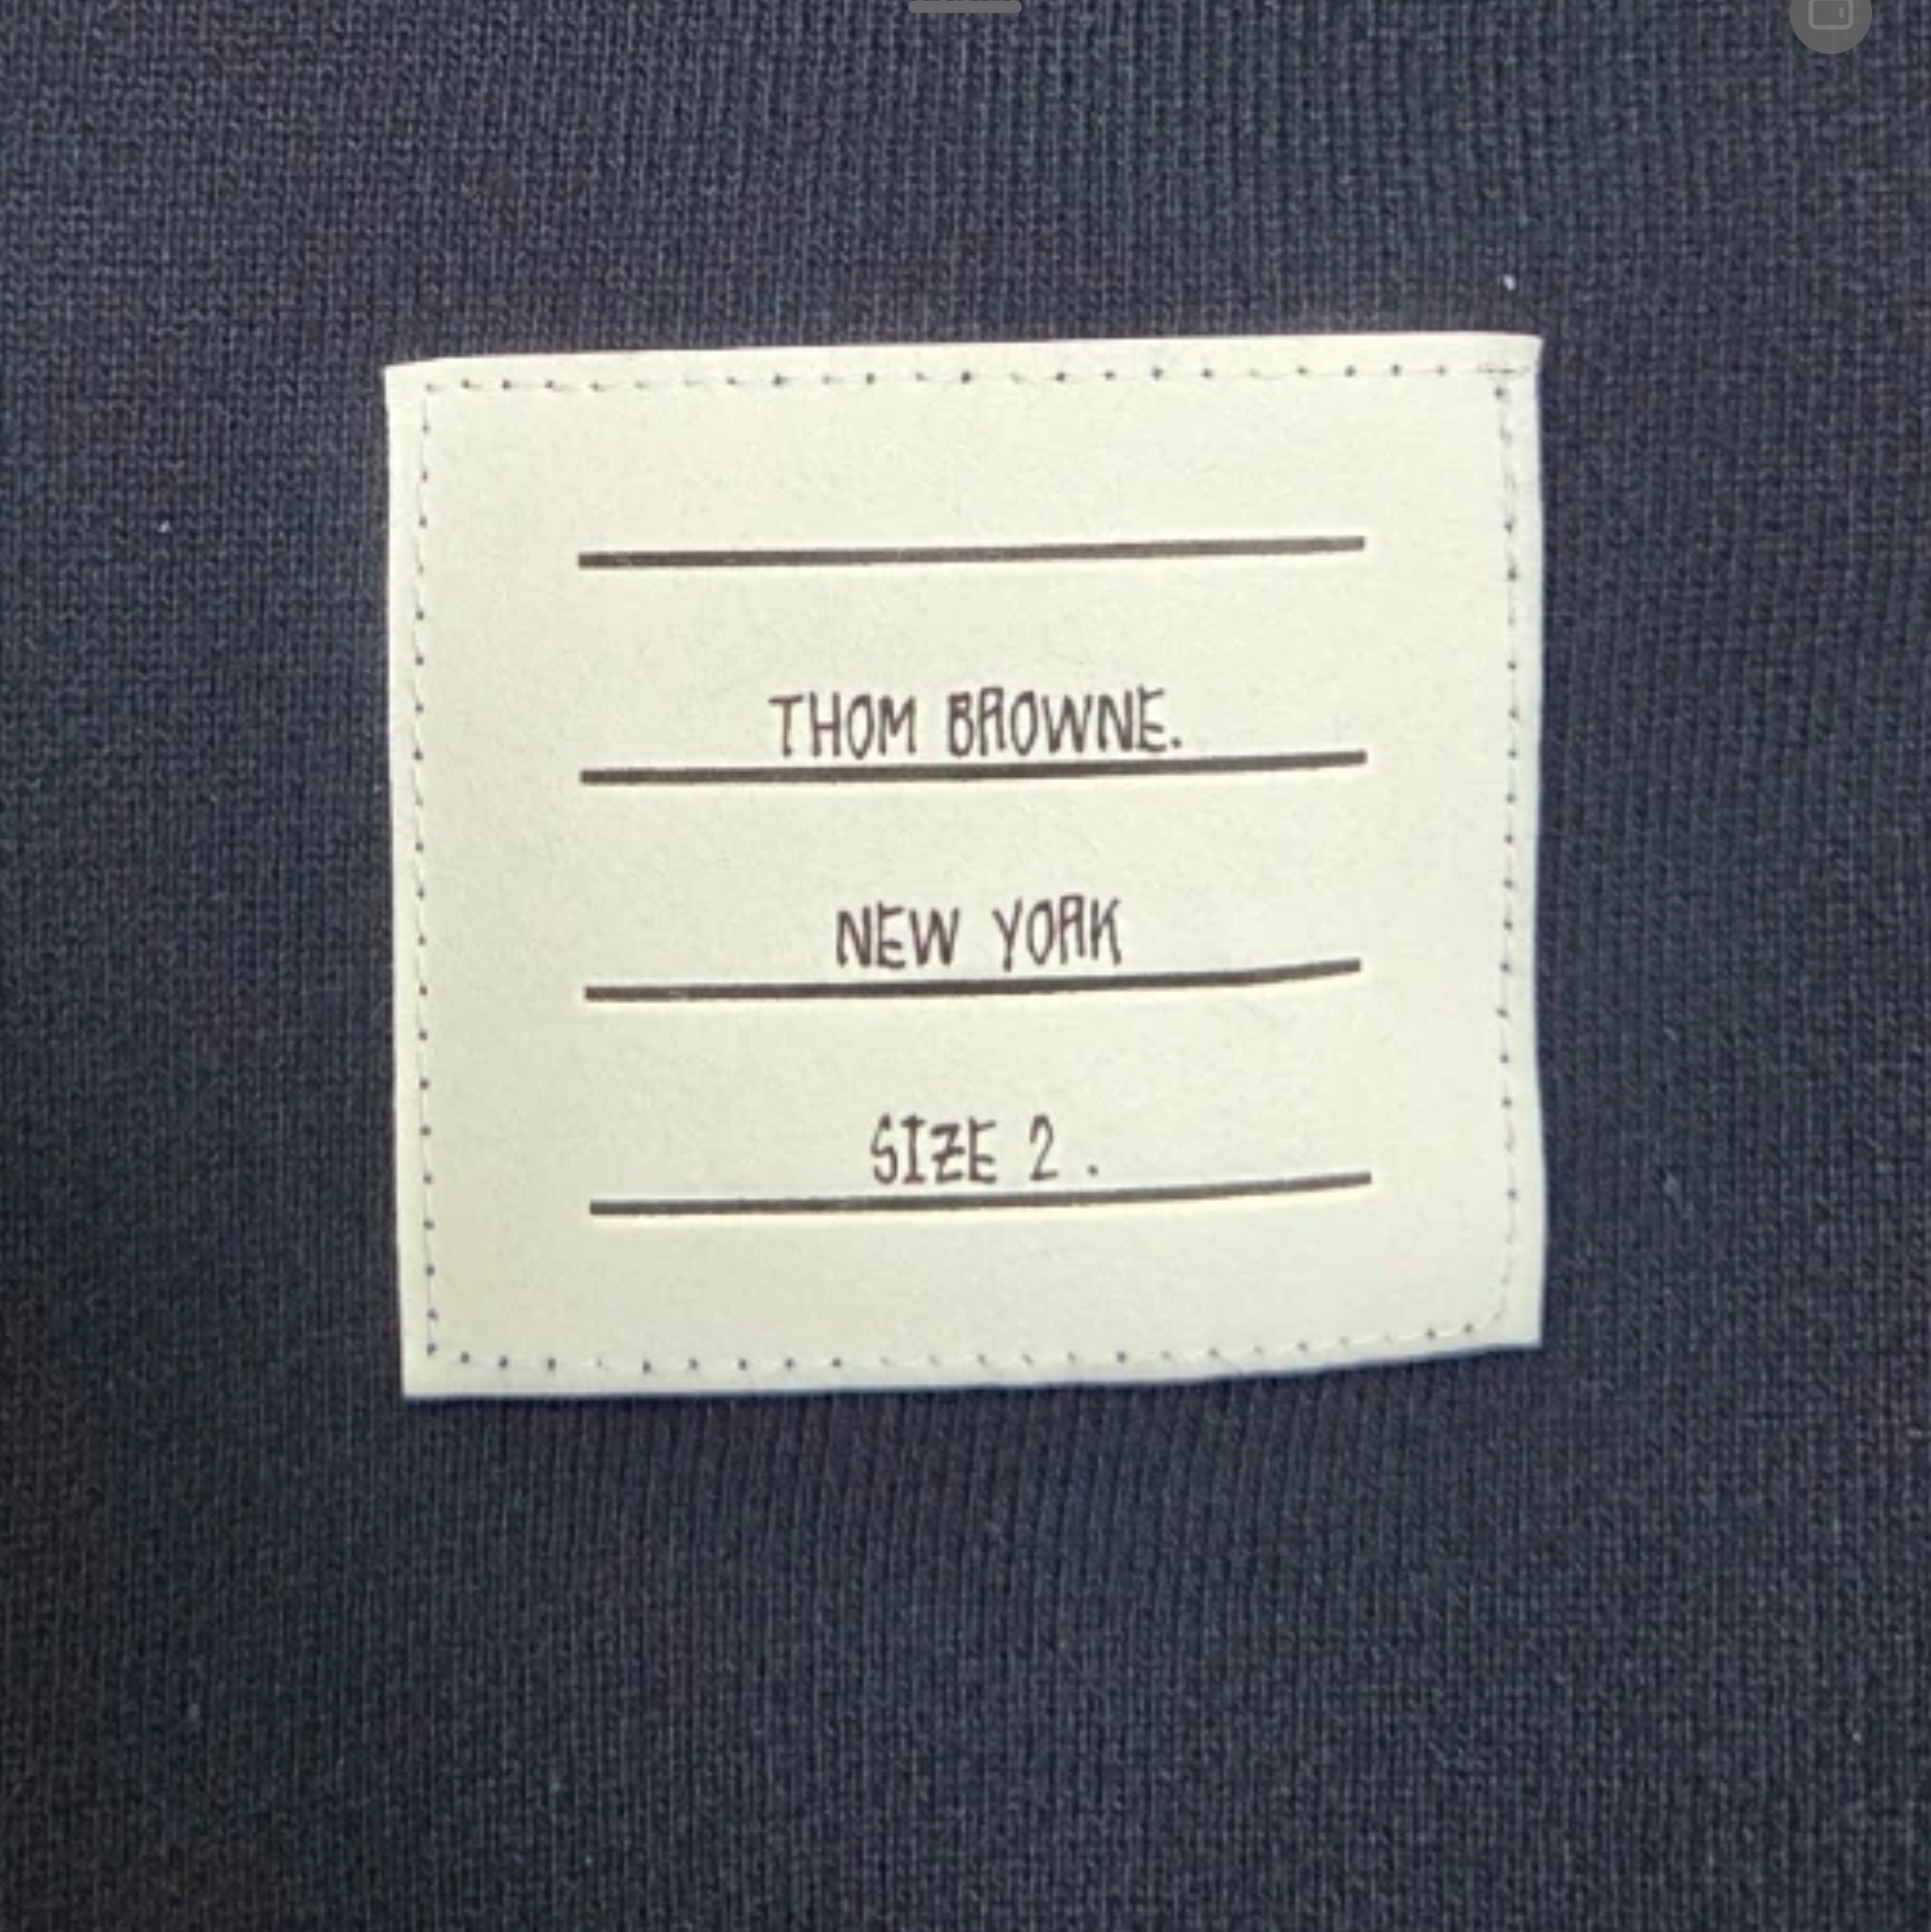 THOM BROWNE.
NEW YORK
SIZE 2 .